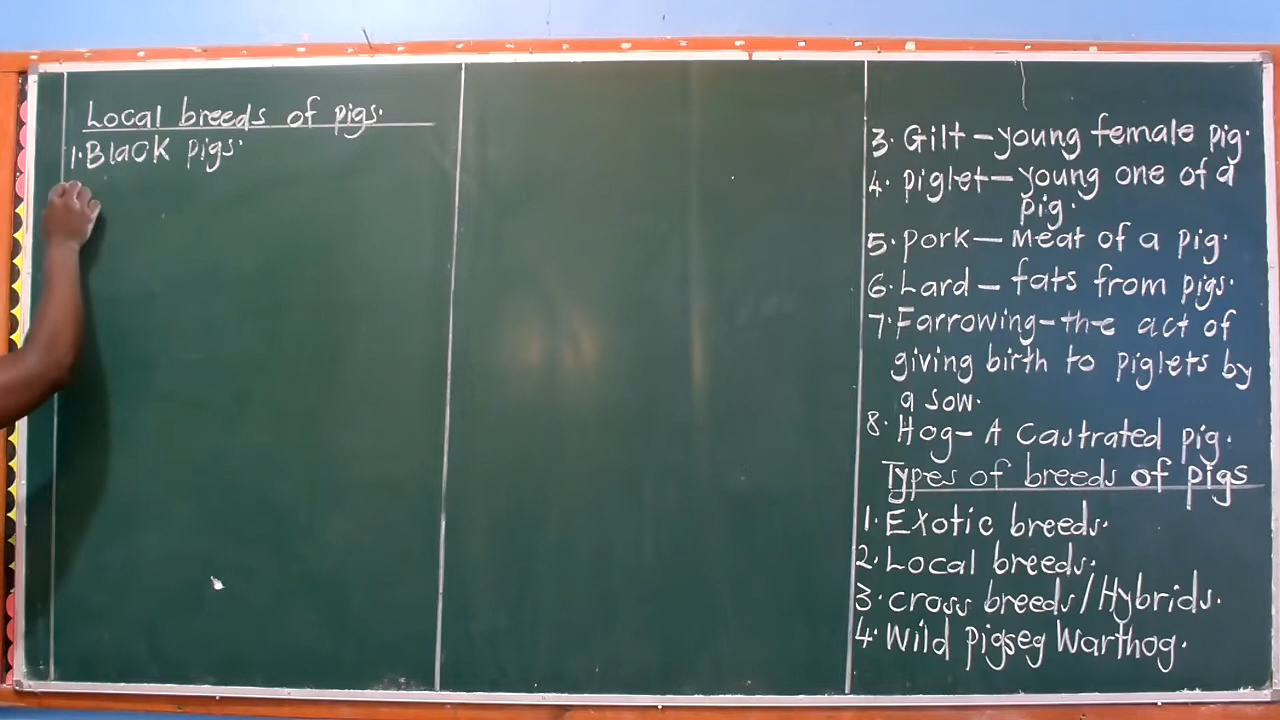 Local breeds of pigs.
1. Black pigs.
3. Gilt – young female pig.
4. piglet – young one of a
pig.
5. pork – meat of a pig.
6. Lard – fats from pigs.
7. Farrowing – the act of
giving birth to piglets by
a sow.
8. Hog – A Castrated pig.
Types of breeds of pigs
1. Exotic breeds.
2. Local breeds.
3. cross breeds/Hybrids.
4. Wild pigs eg Warthog.